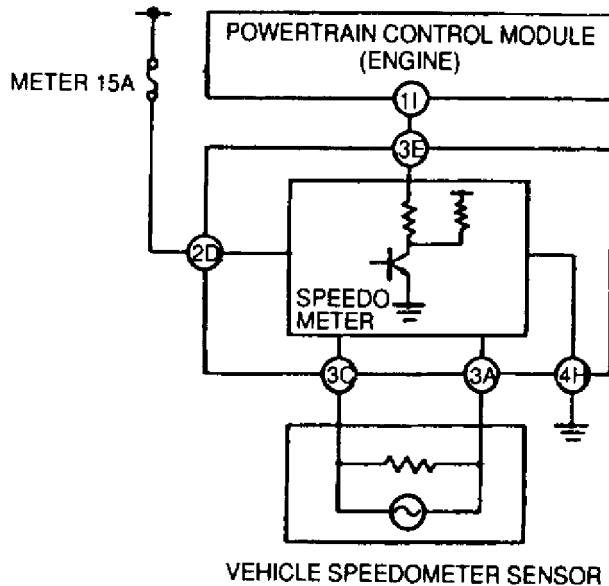 POWERTRAIN CONTROL MODULE
(ENGINE)
METER 15A
1I
3E
2D
SPEEDO
METER
3C
3A
4H
VEHICLE SPEEDOMETER SENSOR